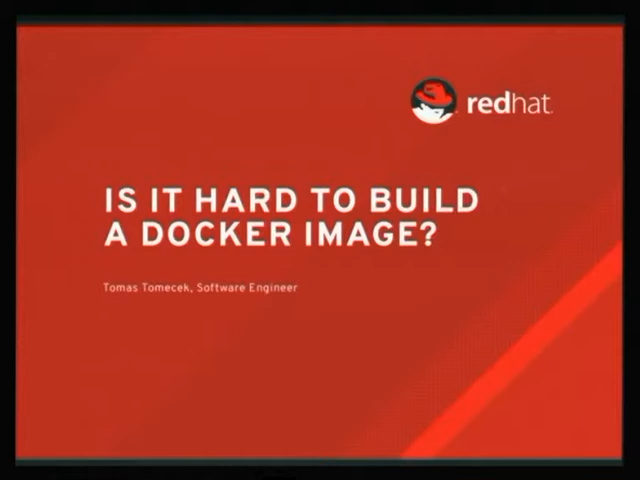 redhat.
IS IT HARD TO BUILD
A DOCKER IMAGE?
Tomas Tomecek, Software Engineer